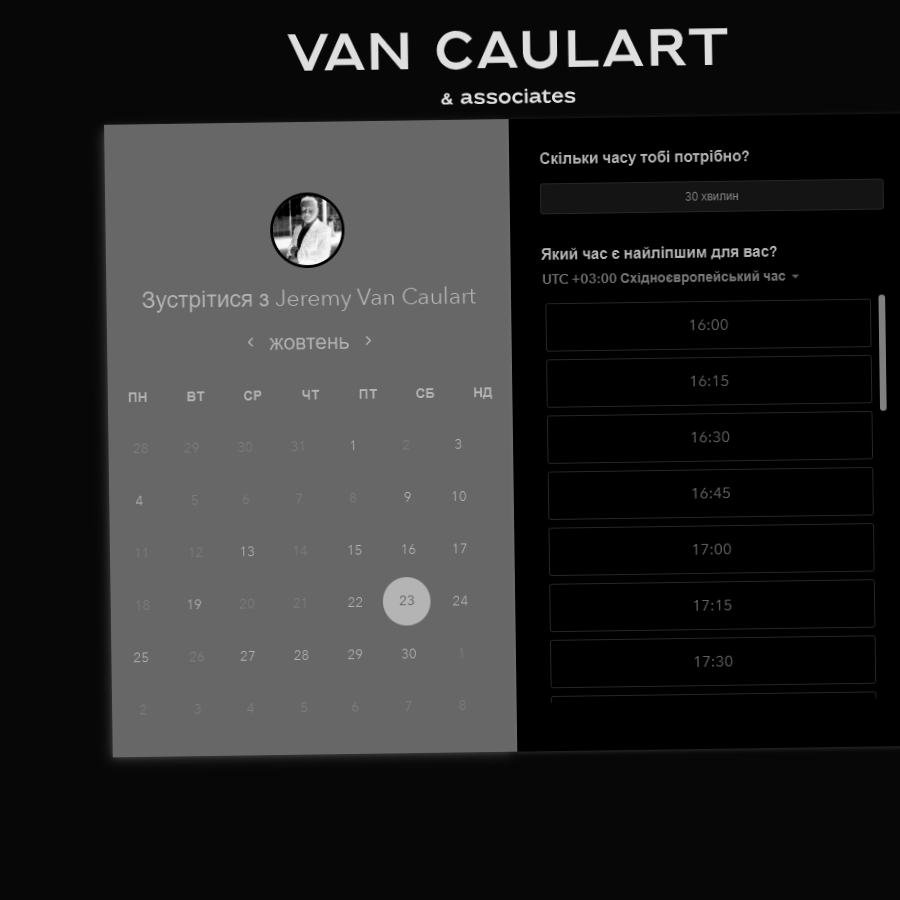 VAN CAULART
& associates
Зустрітися з Jeremy Van Caulart
‹ жовтень ›
ПН ВТ СР ЧТ ПТ СБ НД
28 29 30 31 1 2 3
4 5 6 7 8 9 10
11 12 13 14 15 16 17
18 19 20 21 22 23 24
25 26 27 28 29 30 1
2 3 4 5 6 7 8
Скільки часу тобі потрібно?
30 хвилин
Який час є найліпшим для вас?
UTC +03:00 Східноєвропейський час
16:00
16:15
16:30
16:45
17:00
17:15
17:30